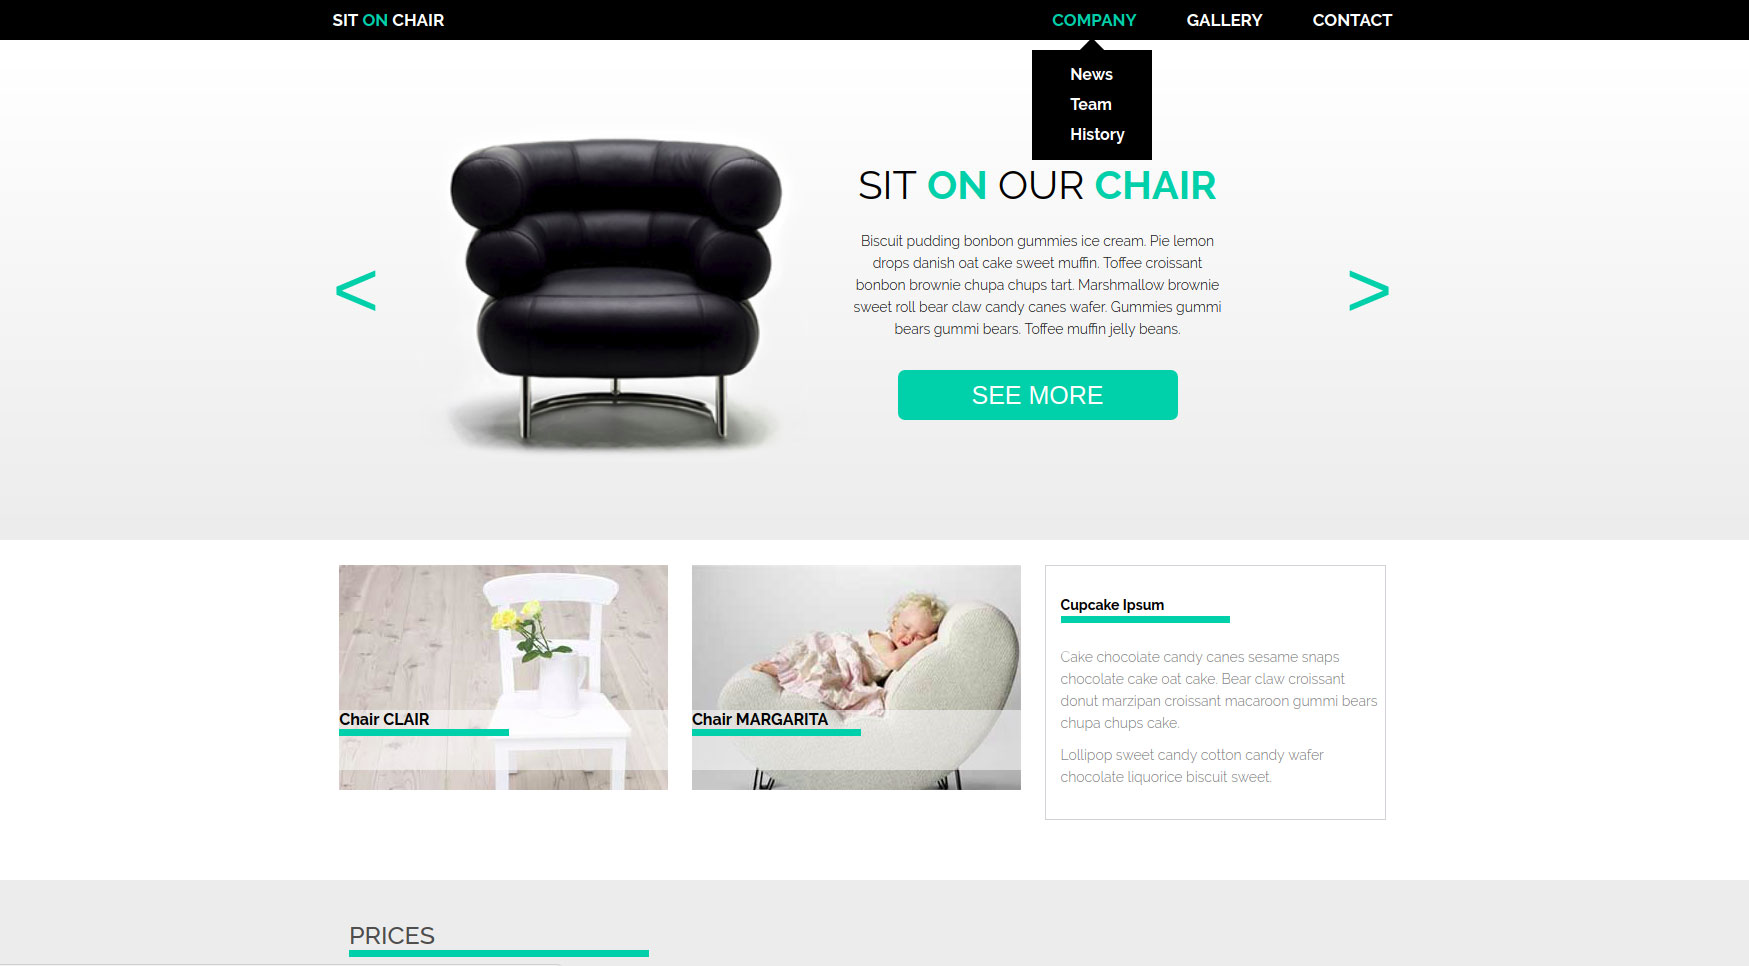 SIT ON CHAIR
COMPANY
GALLERY
CONTACT
News
Team
History
SIT ON OUR CHAIR
Biscuit pudding bonbon gummies ice cream. Pie lemon
drops danish oat cake sweet muffin. Toffee croissant
bonbon brownie chupa chups tart. Marshmallow brownie
sweet roll bear claw candy canes wafer. Gummies gummi
bears gummi bears. Toffee muffin jelly beans.
<
>
SEE MORE
Chair CLAIR
Chair MARGARITA
Cupcake Ipsum
Cake chocolate candy canes sesame snaps
chocolate cake oat cake. Bear claw croissant
donut marzipan croissant macaroon gummi bears
chupa chups cake.
Lollipop sweet candy cotton candy wafer
chocolate liquorice biscuit sweet.
PRICES